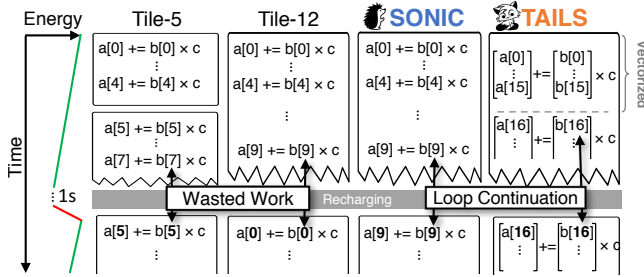 Energy Tile-5 Tile-12 SONIC TAILS
Time
Vectorized
a[0] += b[0] × c
⋮
a[4] += b[4] × c
a[5] += b[5] × c
⋮
a[7] += b[7] × c
a[0] += b[0] × c
⋮
a[4] += b[4] × c
⋮
a[9] += b[9] × c
a[0] += b[0] × c
⋮
a[4] += b[4] × c
⋮
a[9] += b[9] × c
[a[0] ⋮ a[15]] += [b[0] ⋮ b[15]] × c
[a[16] ⋮] += [b[16] ⋮] × c
⋮ 1s
Wasted Work Recharging Loop Continuation
a[5] += b[5] × c
⋮
a[0] += b[0] × c
⋮
a[9] += b[9] × c
⋮
[a[16] ⋮] += [b[16] ⋮] × c